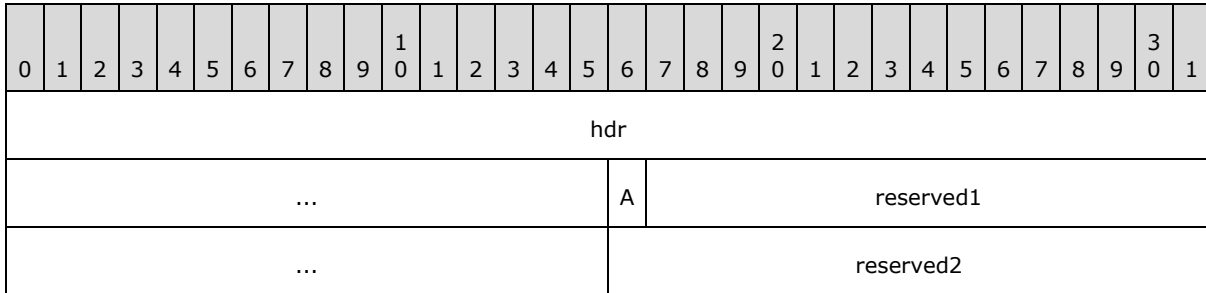 0 1 2 3 4 5 6 7 8 9 1 0 1 2 3 4 5 6 7 8 9 2 0 1 2 3 4 5 6 7 8 9 3 0 1
hdr
... A reserved1
... reserved2